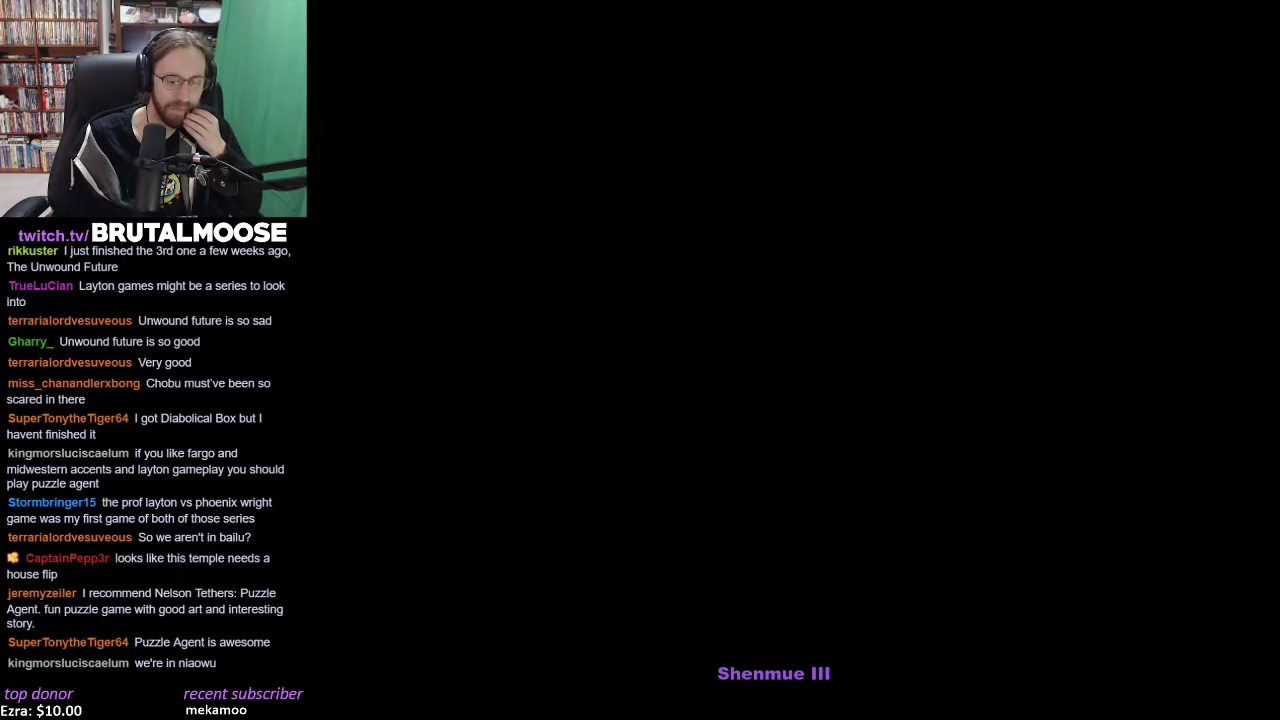 twitch.tv/BRUTALMOOSE
rikkuster I just finished the 3rd one a few weeks ago,
The Unwound Future
TrueLuCian Layton games might be a series to look
into
terrarialordvesuveous Unwound future is so sad
Gharry_ Unwound future is so good
terrarialordvesuveous Very good
miss_chanandlerxbong Chobu must've been so
scared in there
SuperTonytheTiger64 I got Diabolical Box but I
havent finished it
kingmorsluciscaelum if you like fargo and
midwestern accents and layton gameplay you should
play puzzle agent
Stormbringer15 the prof layton vs phoenix wright
game was my first game of both of those series
terrarialordvesuveous So we aren't in bailu?
CaptainPepp3r looks like this temple needs a
house flip
jeremyzeiler I recommend Nelson Tethers: Puzzle
Agent. fun puzzle game with good art and interesting
story.
SuperTonytheTiger64 Puzzle Agent is awesome
kingmorsluciscaelum we're in niaowu
Shenmue III
top donor recent subscriber
Ezra: $10.00 mekamoo